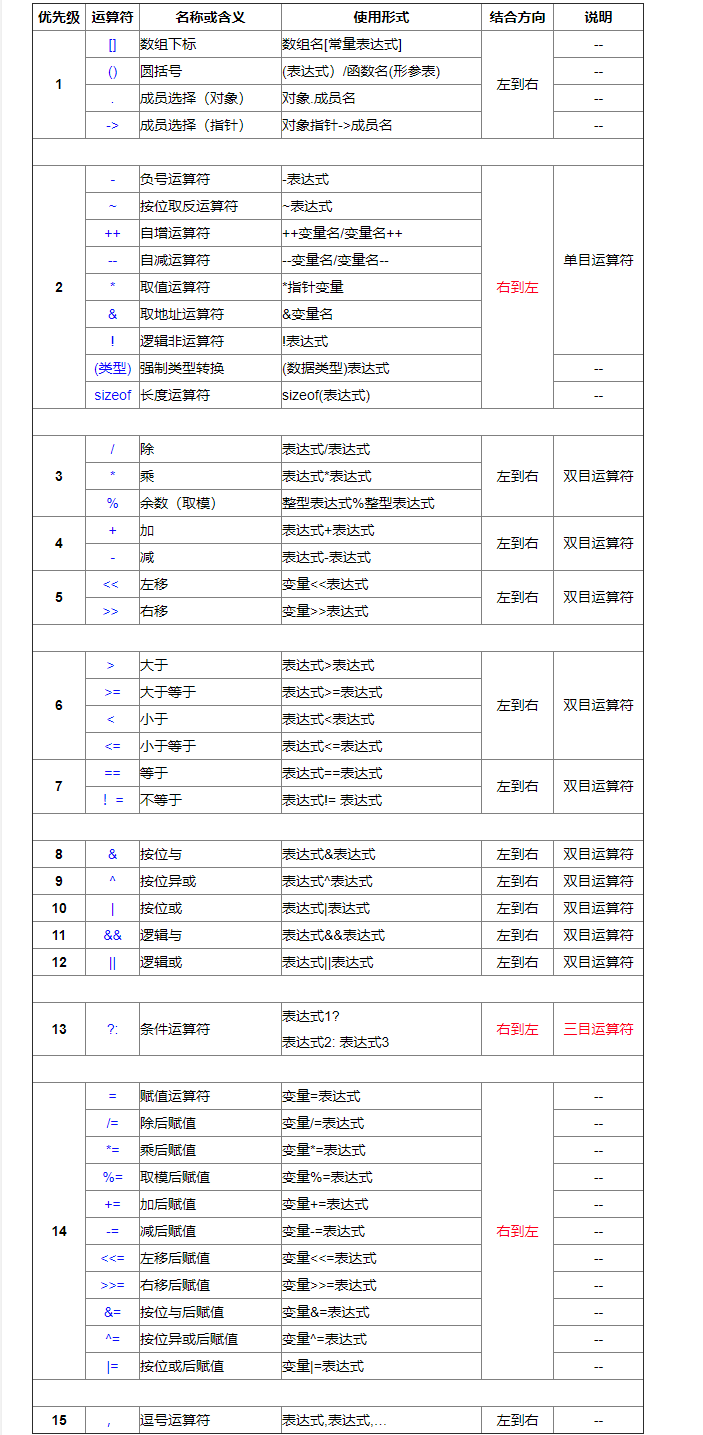 优先级 运算符 名称或含义 使用形式 结合方向 说明
1 [] 数组下标 数组名[常量表达式] 左到右 --
() 圆括号 (表达式）/函数名(形参表) --
. 成员选择（对象） 对象.成员名 --
-> 成员选择（指针） 对象指针->成员名 --
2 - 负号运算符 -表达式 右到左 单目运算符
~ 按位取反运算符 ~表达式
++ 自增运算符 ++变量名/变量名++
-- 自减运算符 --变量名/变量名--
* 取值运算符 *指针变量
& 取地址运算符 &变量名
! 逻辑非运算符 !表达式
(类型) 强制类型转换 (数据类型)表达式 --
sizeof 长度运算符 sizeof(表达式) --
3 / 除 表达式/表达式 左到右 双目运算符
* 乘 表达式*表达式
% 余数（取模） 整型表达式%整型表达式
4 + 加 表达式+表达式 左到右 双目运算符
- 减 表达式-表达式
5 << 左移 变量<<表达式 左到右 双目运算符
>> 右移 变量>>表达式
6 > 大于 表达式>表达式 左到右 双目运算符
>= 大于等于 表达式>=表达式
< 小于 表达式<表达式
<= 小于等于 表达式<=表达式
7 == 等于 表达式==表达式 左到右 双目运算符
！= 不等于 表达式!= 表达式
8 & 按位与 表达式&表达式 左到右 双目运算符
9 ^ 按位异或 表达式^表达式 左到右 双目运算符
10 | 按位或 表达式|表达式 左到右 双目运算符
11 && 逻辑与 表达式&&表达式 左到右 双目运算符
12 || 逻辑或 表达式||表达式 左到右 双目运算符
13 ?: 条件运算符 表达式1? 右到左 三目运算符
表达式2: 表达式3
14 = 赋值运算符 变量=表达式 右到左 --
/= 除后赋值 变量/=表达式 --
*= 乘后赋值 变量*=表达式 --
%= 取模后赋值 变量%=表达式 --
+= 加后赋值 变量+=表达式 --
-= 减后赋值 变量-=表达式 --
<<= 左移后赋值 变量<<=表达式 --
>>= 右移后赋值 变量>>=表达式 --
&= 按位与后赋值 变量&=表达式 --
^= 按位异或后赋值 变量^=表达式 --
|= 按位或后赋值 变量|=表达式 --
15 , 逗号运算符 表达式,表达式,… 左到右 --